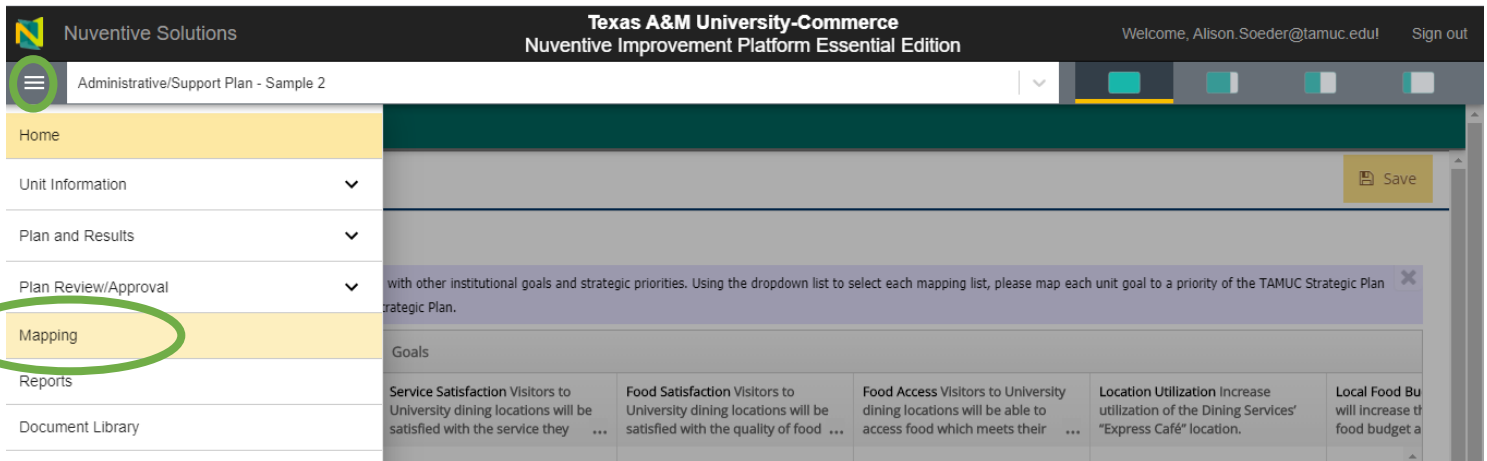 Nuventive Solutions
Texas A&M University-Commerce
Nuventive Improvement Platform Essential Edition
Welcome, Alison.Soeder@tamuc.edu!
Sign out
Administrative/Support Plan - Sample 2
Home
Unit Information
Plan and Results
Plan Review/Approval
Mapping
Reports
Document Library
Save
with other institutional goals and strategic priorities. Using the dropdown list to select each mapping list, please map each unit goal to a priority of the TAMUC Strategic Plan
rategic Plan.
Goals
Service Satisfaction Visitors to
University dining locations will be
satisfied with the service they ...
Food Satisfaction Visitors to
University dining locations will be
satisfied with the quality of food ...
Food Access Visitors to University
dining locations will be able to
access food which meets their ...
Location Utilization Increase
utilization of the Dining Services'
"Express Café" location.
Local Food Bu
will increase th
food budget a